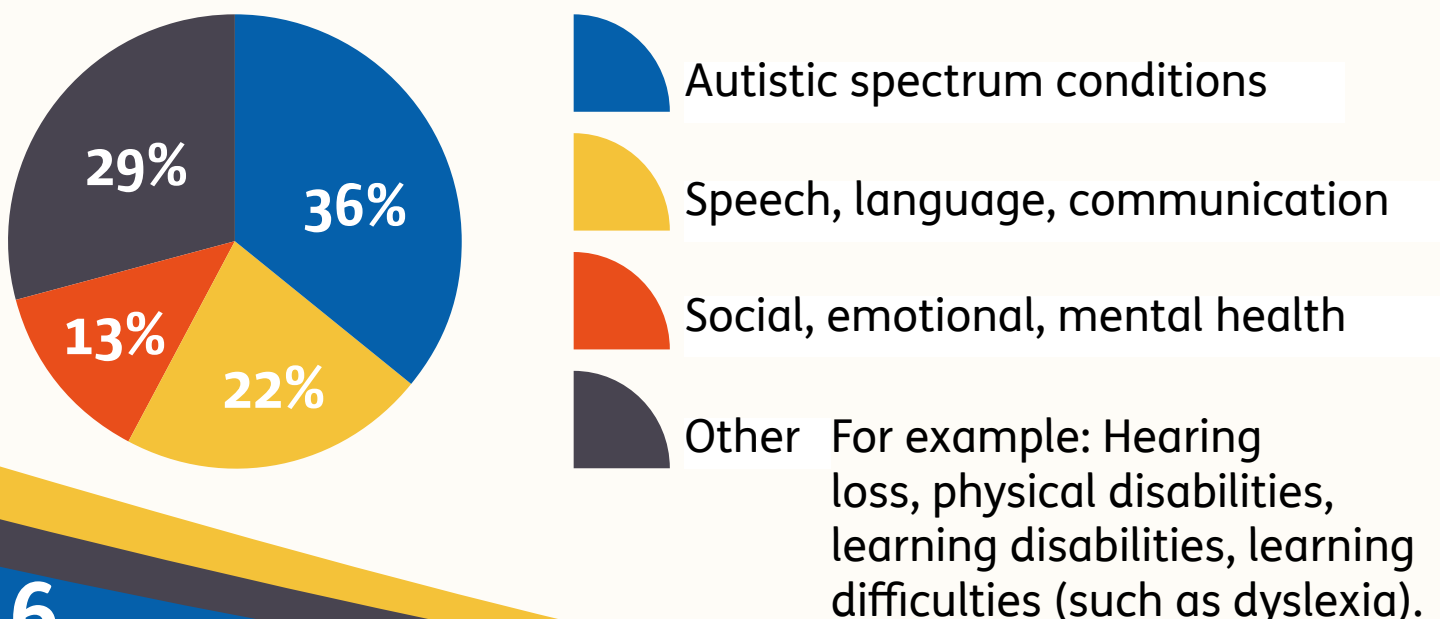 29%
36%
13%
22%
Autistic spectrum conditions
Speech, language, communication
Social, emotional, mental health
Other For example: Hearing
loss, physical disabilities,
learning disabilities, learning
difficulties (such as dyslexia).
6